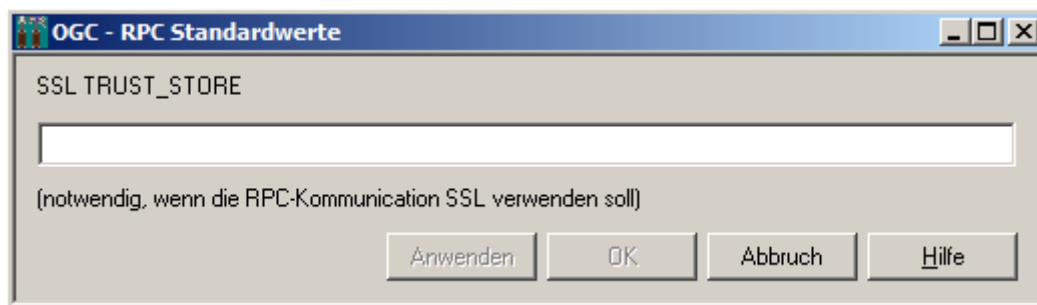 OGC - RPC Standardwerte
SSL TRUST_STORE
(notwendig, wenn die RPC-Kommunication SSL verwenden soll)
Anwenden OK Abbruch Hilfe